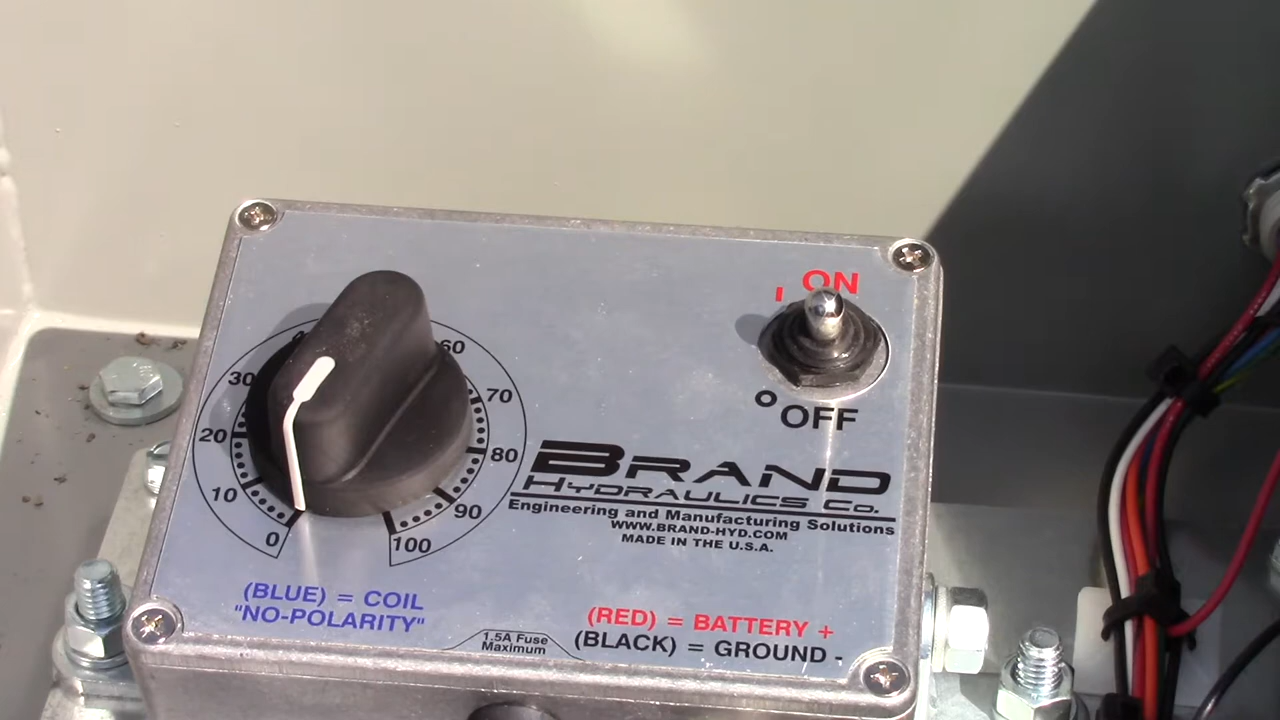 I ON
O OFF
60
30
70
20
80
10
90
0
100
BRAND
HYDRAULICS CO.
Engineering and Manufacturing Solutions
WWW.BRAND-HYD.COM
MADE IN THE U.S.A.
(BLUE) = COIL
"NO-POLARITY"
1.5A Fuse
Maximum
(RED) = BATTERY +
(BLACK) = GROUND -